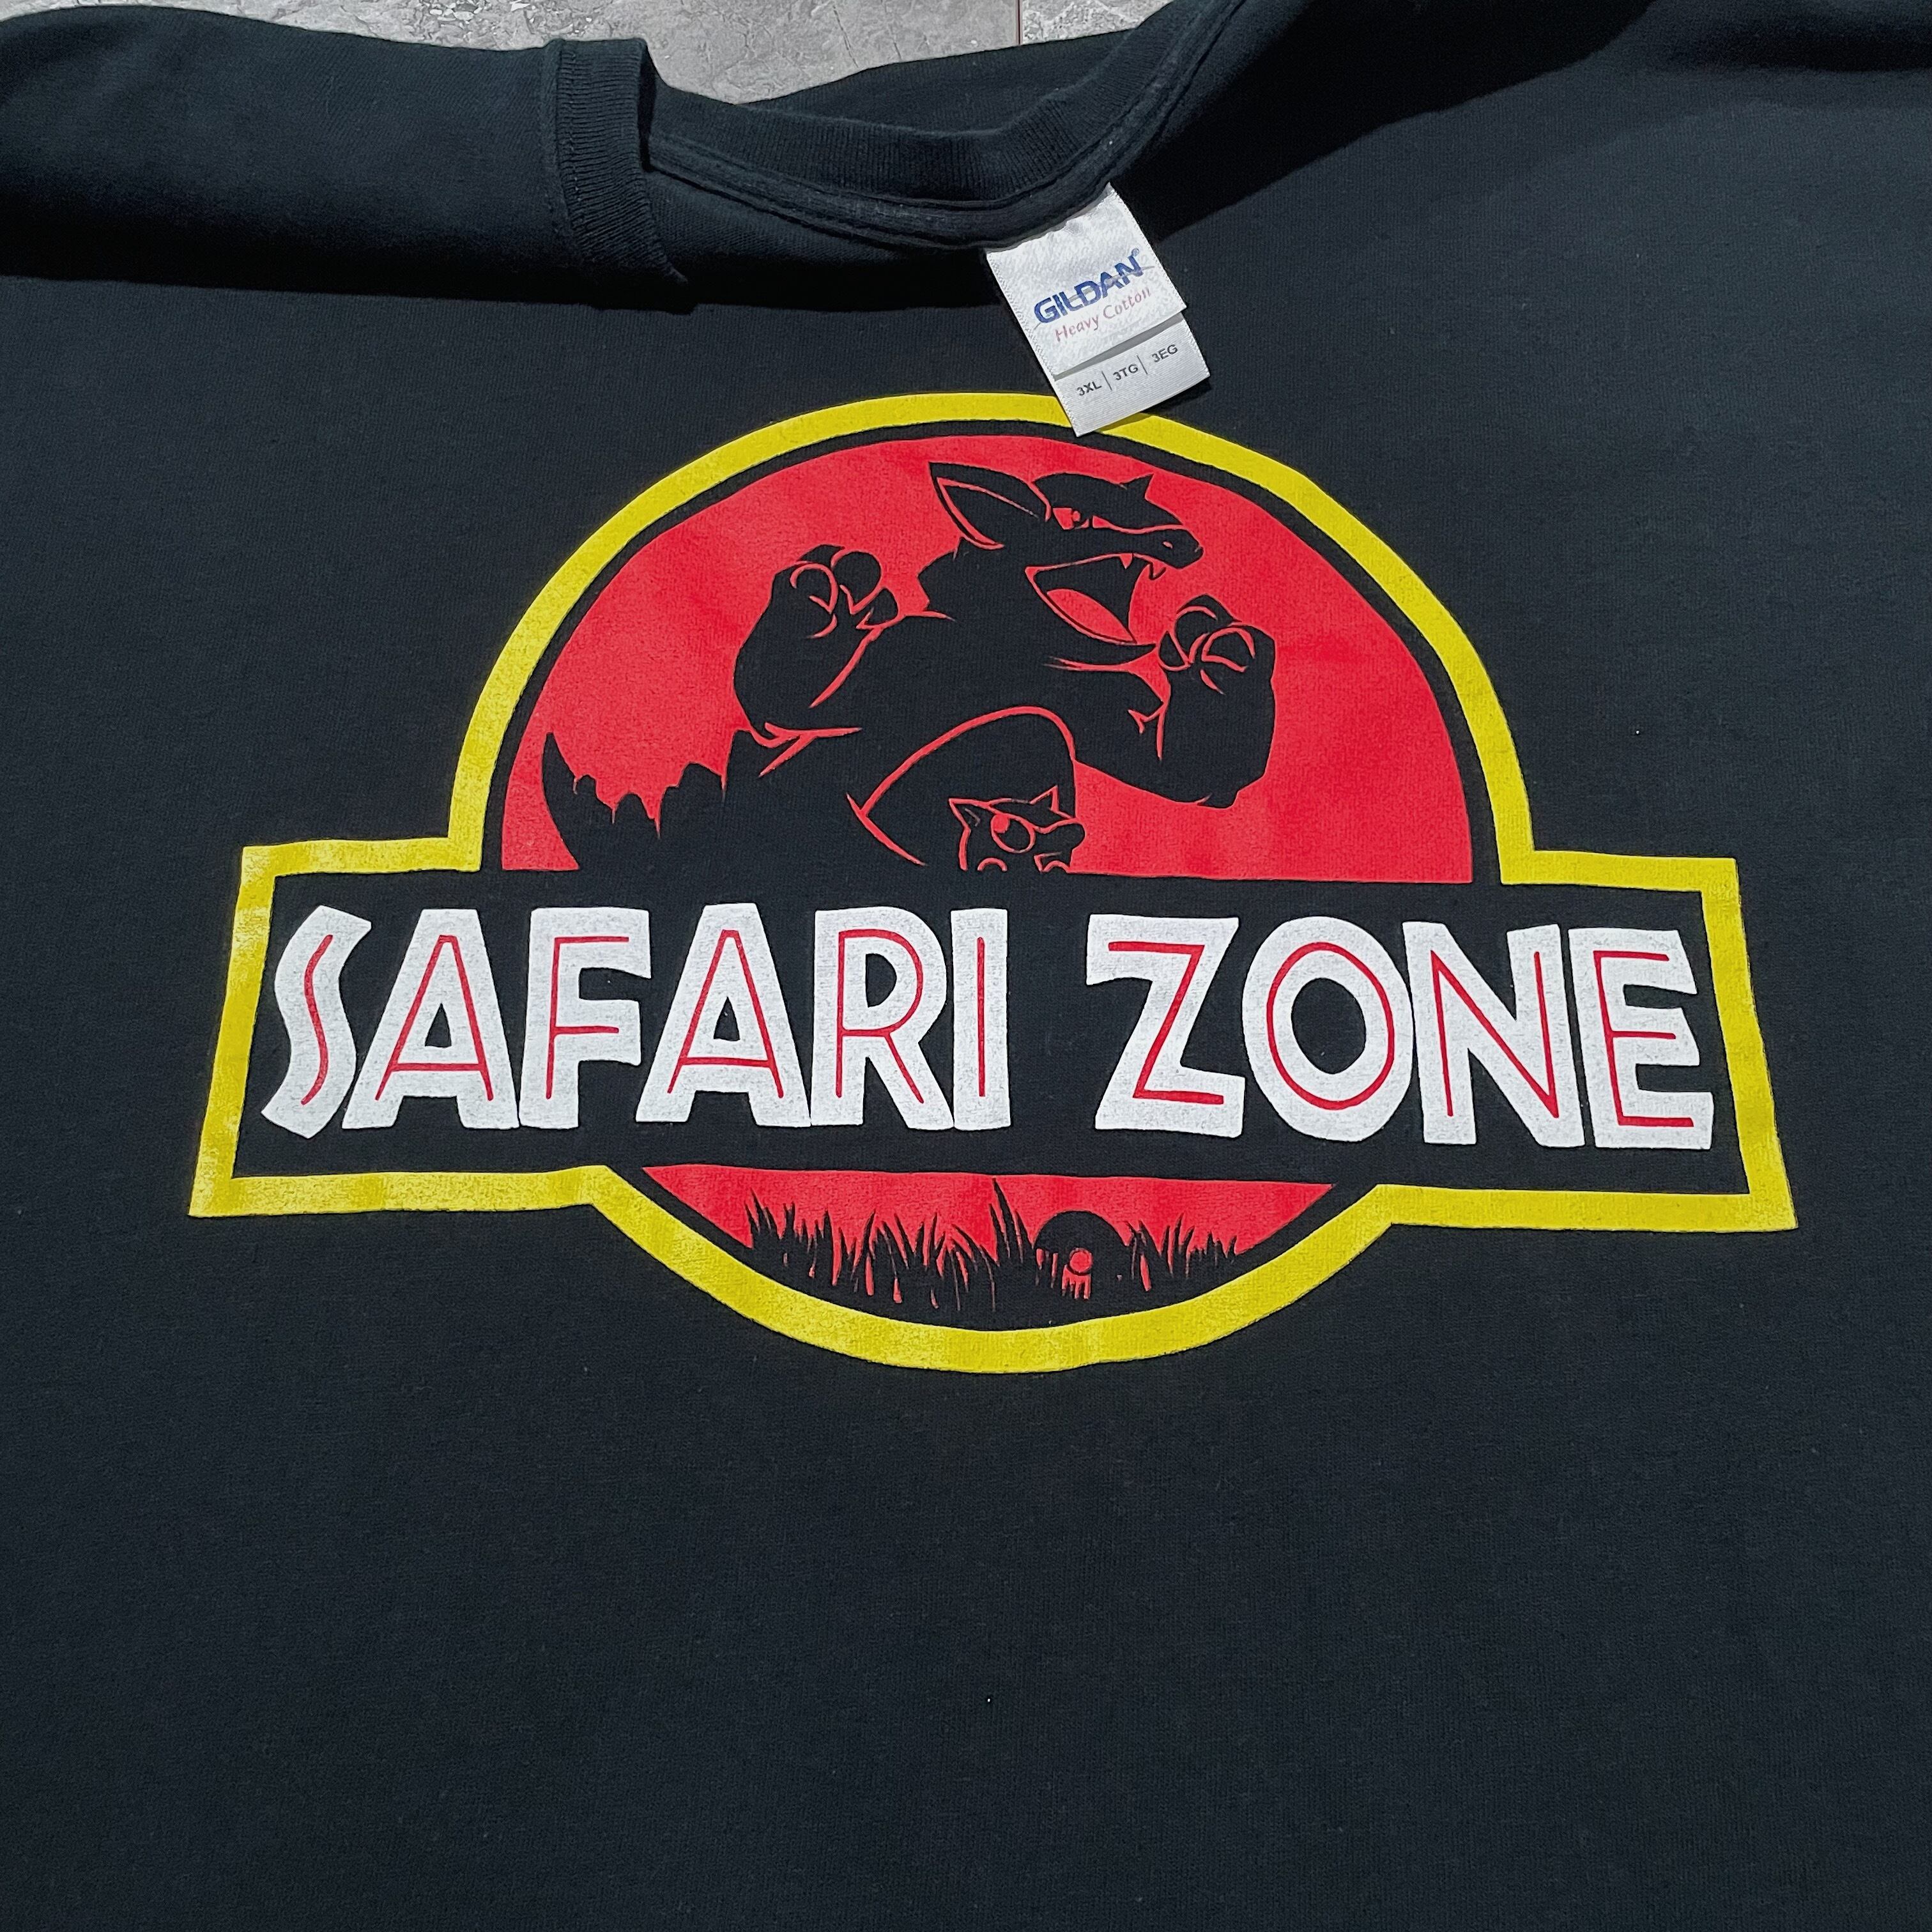 GILDAN®
Heavy Cotton
3XL | 3TG | 3EG
SAFARI ZONE